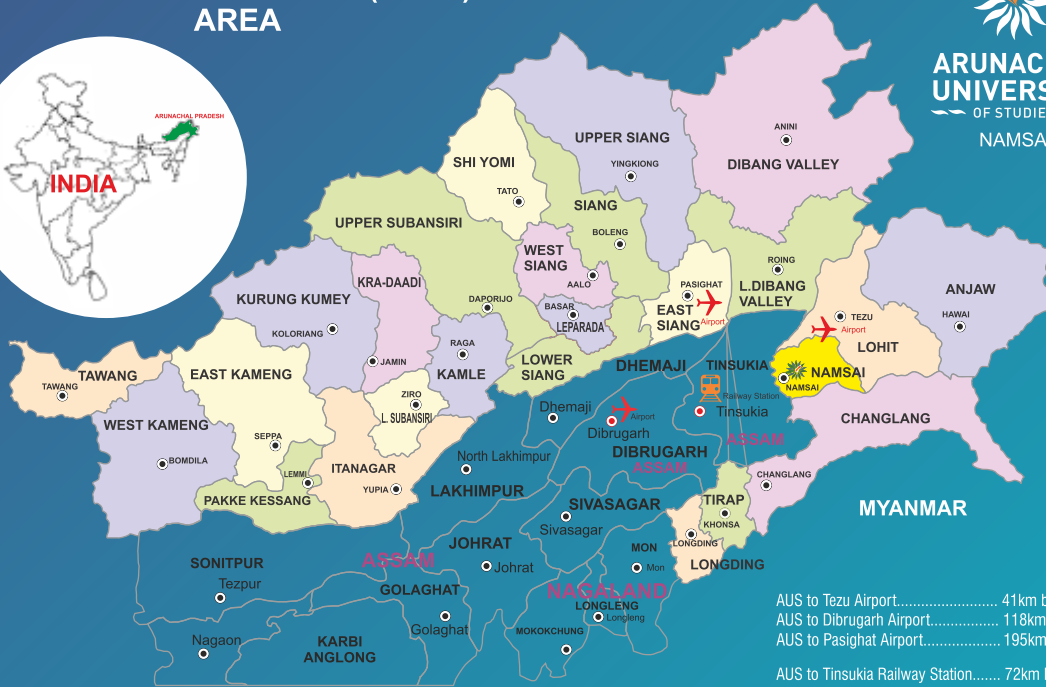 AREA
ARUNACHAL PRADESH
INDIA
OF STUDIE
NAMSA
ANINI
DIBANG VALLEY
UPPER SIANG
YINGKIONG
SHI YOMI
TATO
SIANG
BOLENG
UPPER SUBANSIRI
DAPORIJO
WEST
SIANG
AALO
BASAR
LEPARADA
PASIGHAT
EAST
SIANG
Airport
ROING
L.DIBANG
VALLEY
ANJAW
HAWAI
TEZU
Airport
LOHIT
KRA-DAADI
JAMIN
KURUNG KUMEY
KOLORIANG
RAGA
KAMLE
LOWER
SIANG
TAWANG
TAWANG
EAST KAMENG
SEPPA
ZIRO
L. SUBANSIRI
WEST KAMENG
BOMDILA
LEMMI
PAKKE KESSANG
ITANAGAR
YUPIA
DHEMAJI
Dhemaji
TINSUKIA
Railway Station
Tinsukia
NAMSAI
NAMSAI
CHANGLANG
CHANGLANG
Airport
Dibrugarh
DIBRUGARH
ASSAM
ASSAM
North Lakhimpur
LAKHIMPUR
SIVASAGAR
Sivasagar
TIRAP
KHONSA
LONGDING
LONGDING
MYANMAR
SONITPUR
Tezpur
ASSAM
JOHRAT
Johrat
GOLAGHAT
Golaghat
MON
Mon
NAGALAND
LONGLENG
Longleng
MOKOKCHUNG
Nagaon
KARBI
ANGLONG
ARUNAC
UNIVERS
AUS to Tezu Airport........................ 41km
AUS to Dibrugarh Airport................. 118km
AUS to Pasighat Airport................... 195km
AUS to Tinsukia Railway Station....... 72km